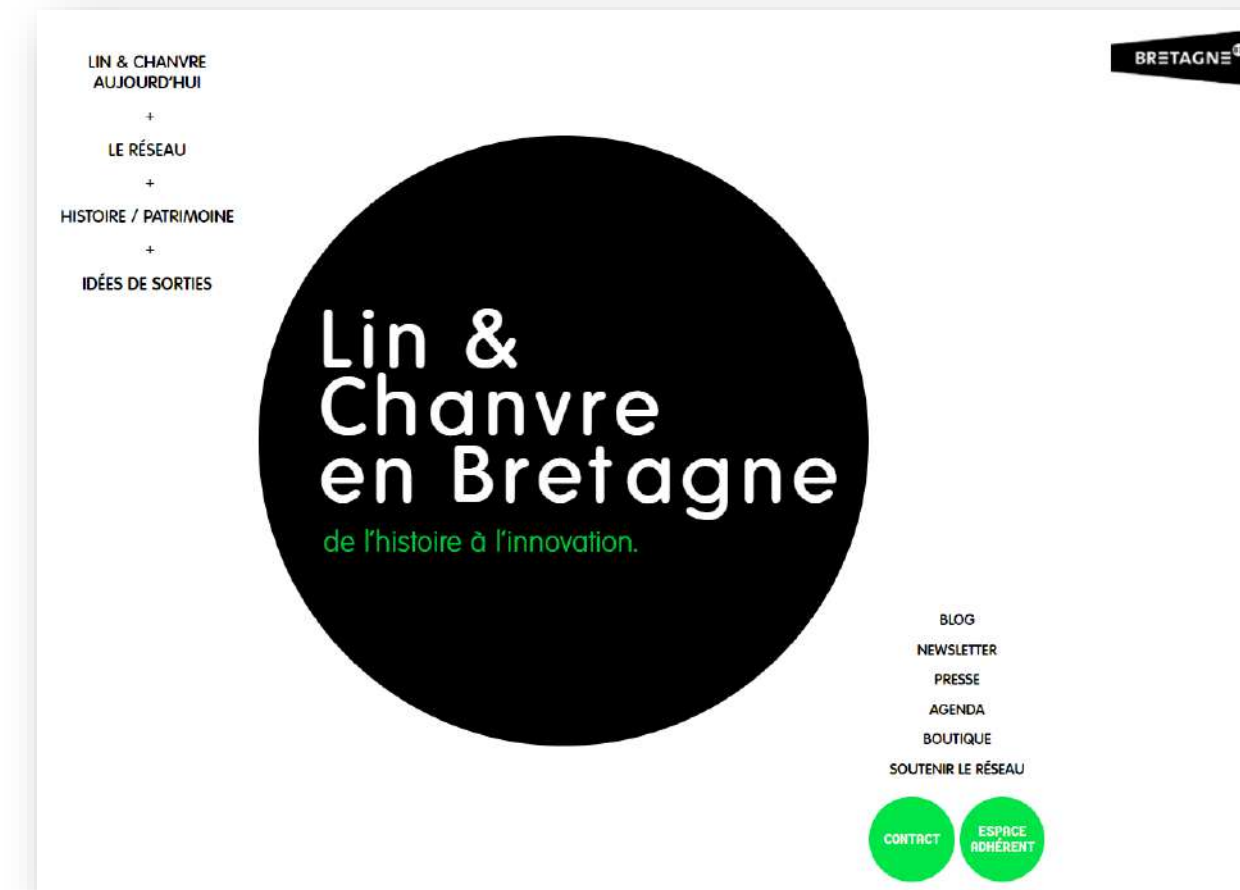 LIN & CHANVRE
AUJOURD'HUI
+
LE RÉSEAU
+
HISTOIRE / PATRIMOINE
+
IDÉES DE SORTIES
BRETAGNE
Lin &
Chanvre
en Bretagne
de l'histoire à l'innovation.
BLOG
NEWSLETTER
PRESSE
AGENDA
BOUTIQUE
SOUTENIR LE RÉSEAU
CONTACT
ESPACE
ADHÉRENT